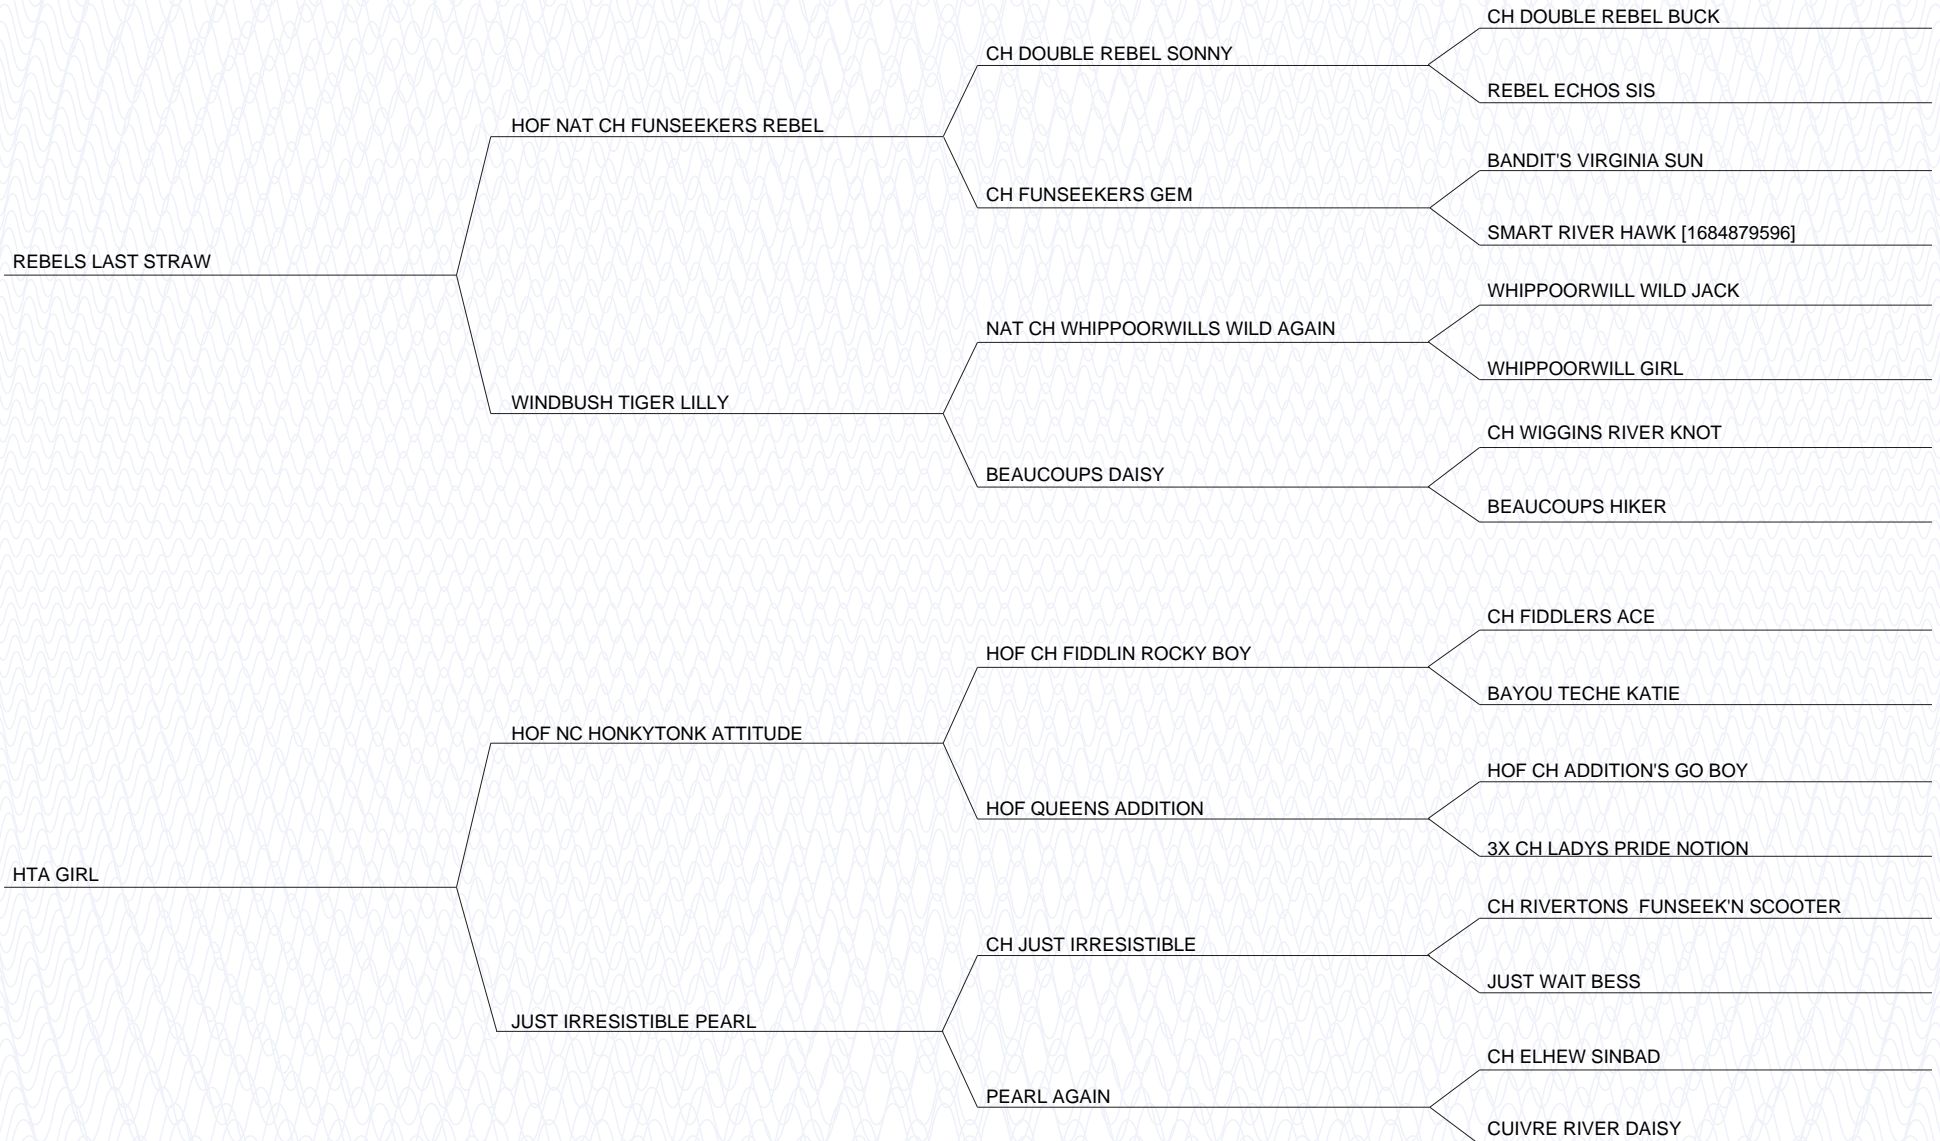 CH DOUBLE REBEL BUCK
CH DOUBLE REBEL SONNY
REBEL ECHOS SIS
HOF NAT CH FUNSEEKERS REBEL
BANDIT'S VIRGINIA SUN
CH FUNSEEKERS GEM
SMART RIVER HAWK [1684879596]
REBELS LAST STRAW
WHIPPOORWILL WILD JACK
NAT CH WHIPPOORWILLS WILD AGAIN
WHIPPOORWILL GIRL
WINDBUSH TIGER LILLY
CH WIGGINS RIVER KNOT
BEAUCOUPS DAISY
BEAUCOUPS HIKER
CH FIDDLERS ACE
HOF CH FIDDLIN ROCKY BOY
BAYOU TECHE KATIE
HOF NC HONKYTONK ATTITUDE
HOF CH ADDITION'S GO BOY
HOF QUEENS ADDITION
3X CH LADYS PRIDE NOTION
HTA GIRL
CH RIVERTONS  FUNSEEK'N SCOOTER
CH JUST IRRESISTIBLE
JUST WAIT BESS
JUST IRRESISTIBLE PEARL
CH ELHEW SINBAD
PEARL AGAIN
CUIVRE RIVER DAISY